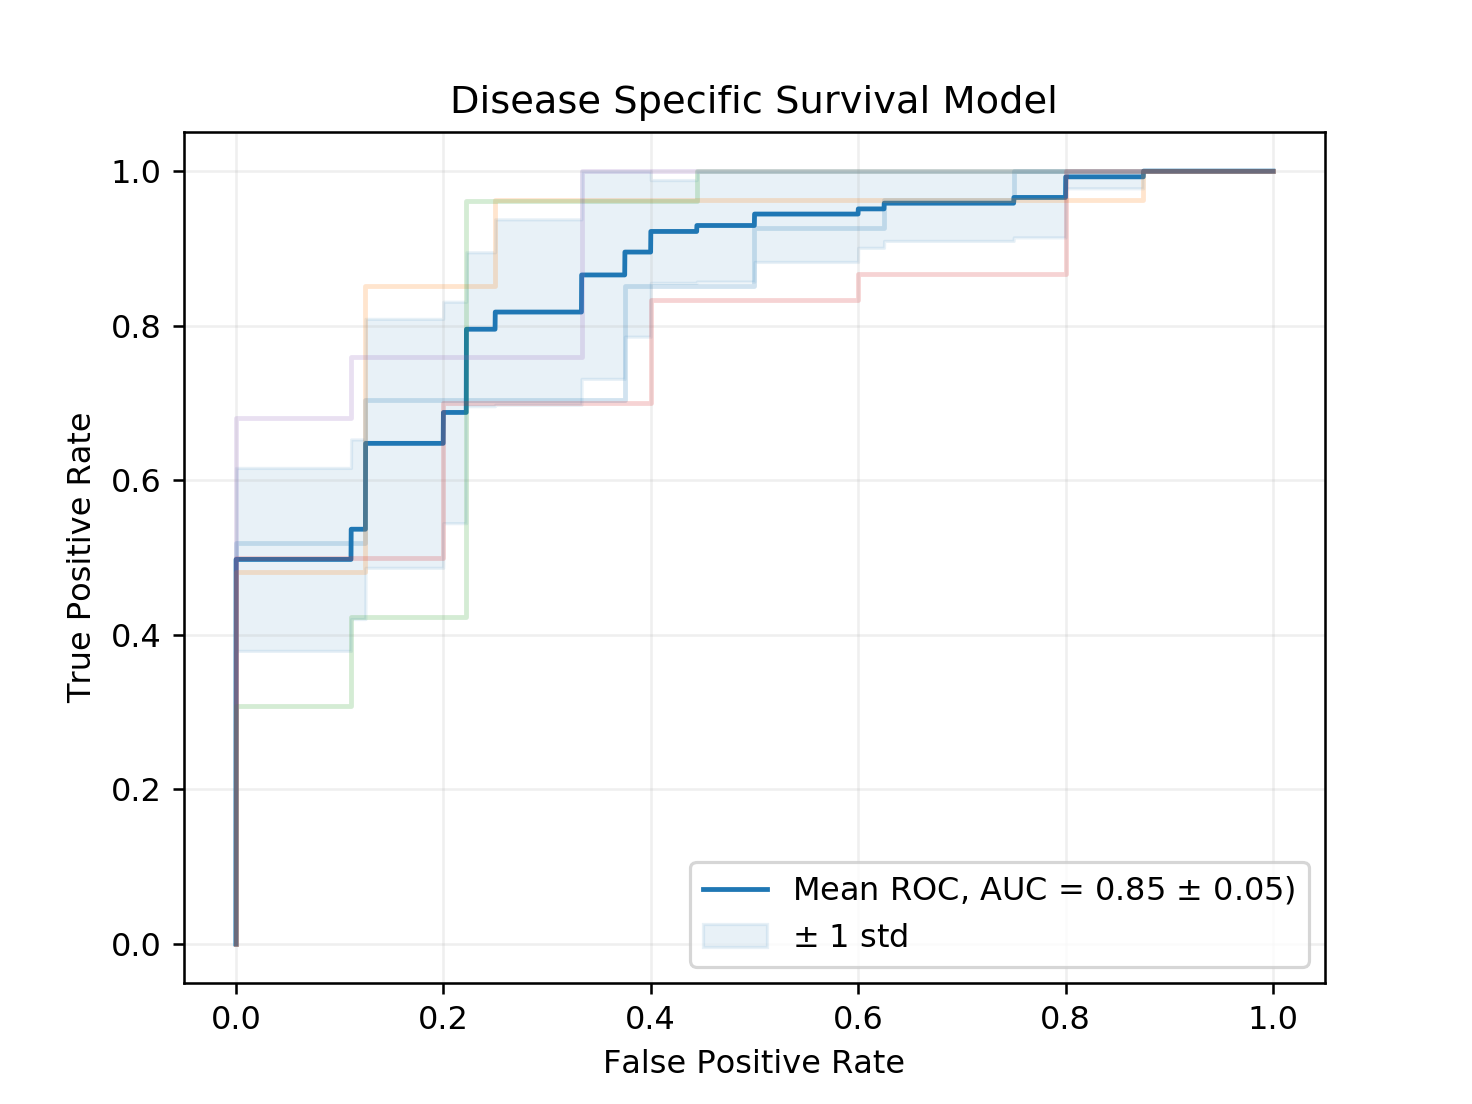 Disease Specific Survival Model
True Positive Rate
1.0
0.8
0.6
0.4
0.2
0.0
Mean ROC, AUC = 0.85 ± 0.05)
± 1 std
0.0 0.2 0.4 0.6 0.8 1.0
False Positive Rate